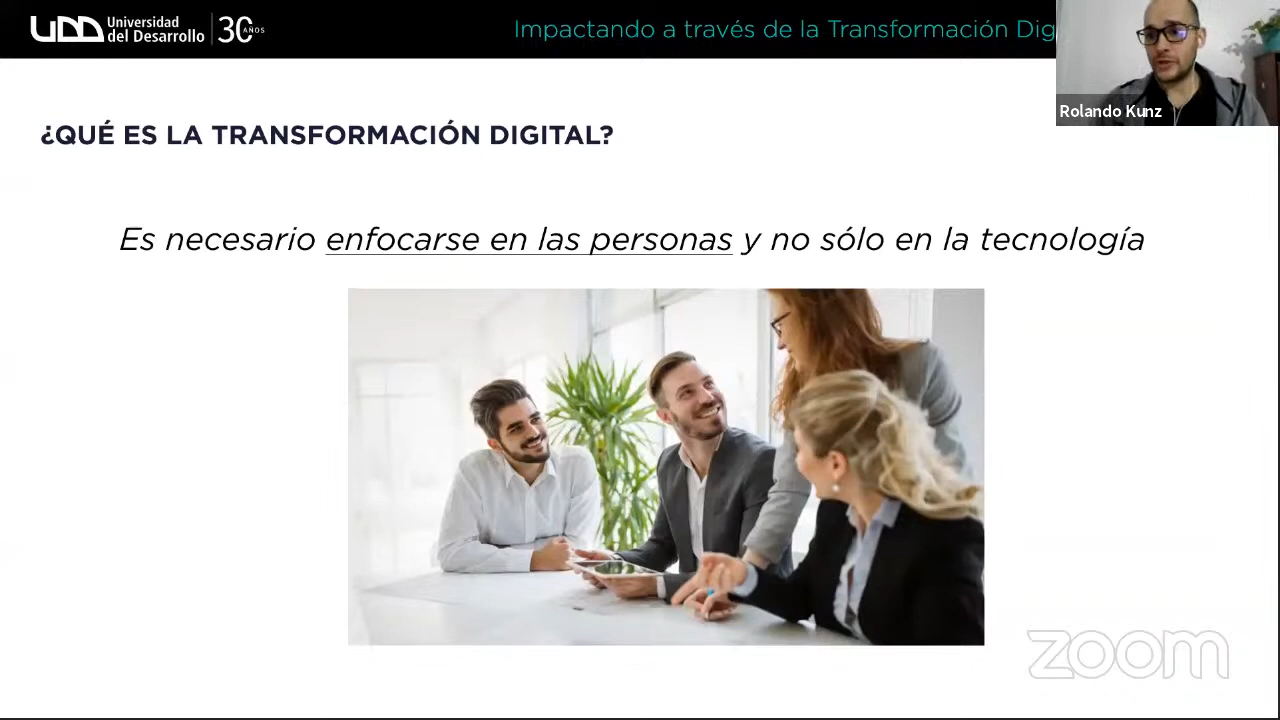 UDD
Universidad
del Desarrollo
30 AÑOS
Impactando a través de la Transformación Dig
Rolando Kunz
¿QUÉ ES LA TRANSFORMACIÓN DIGITAL?
Es necesario enfocarse en las personas y no sólo en la tecnología
zoom